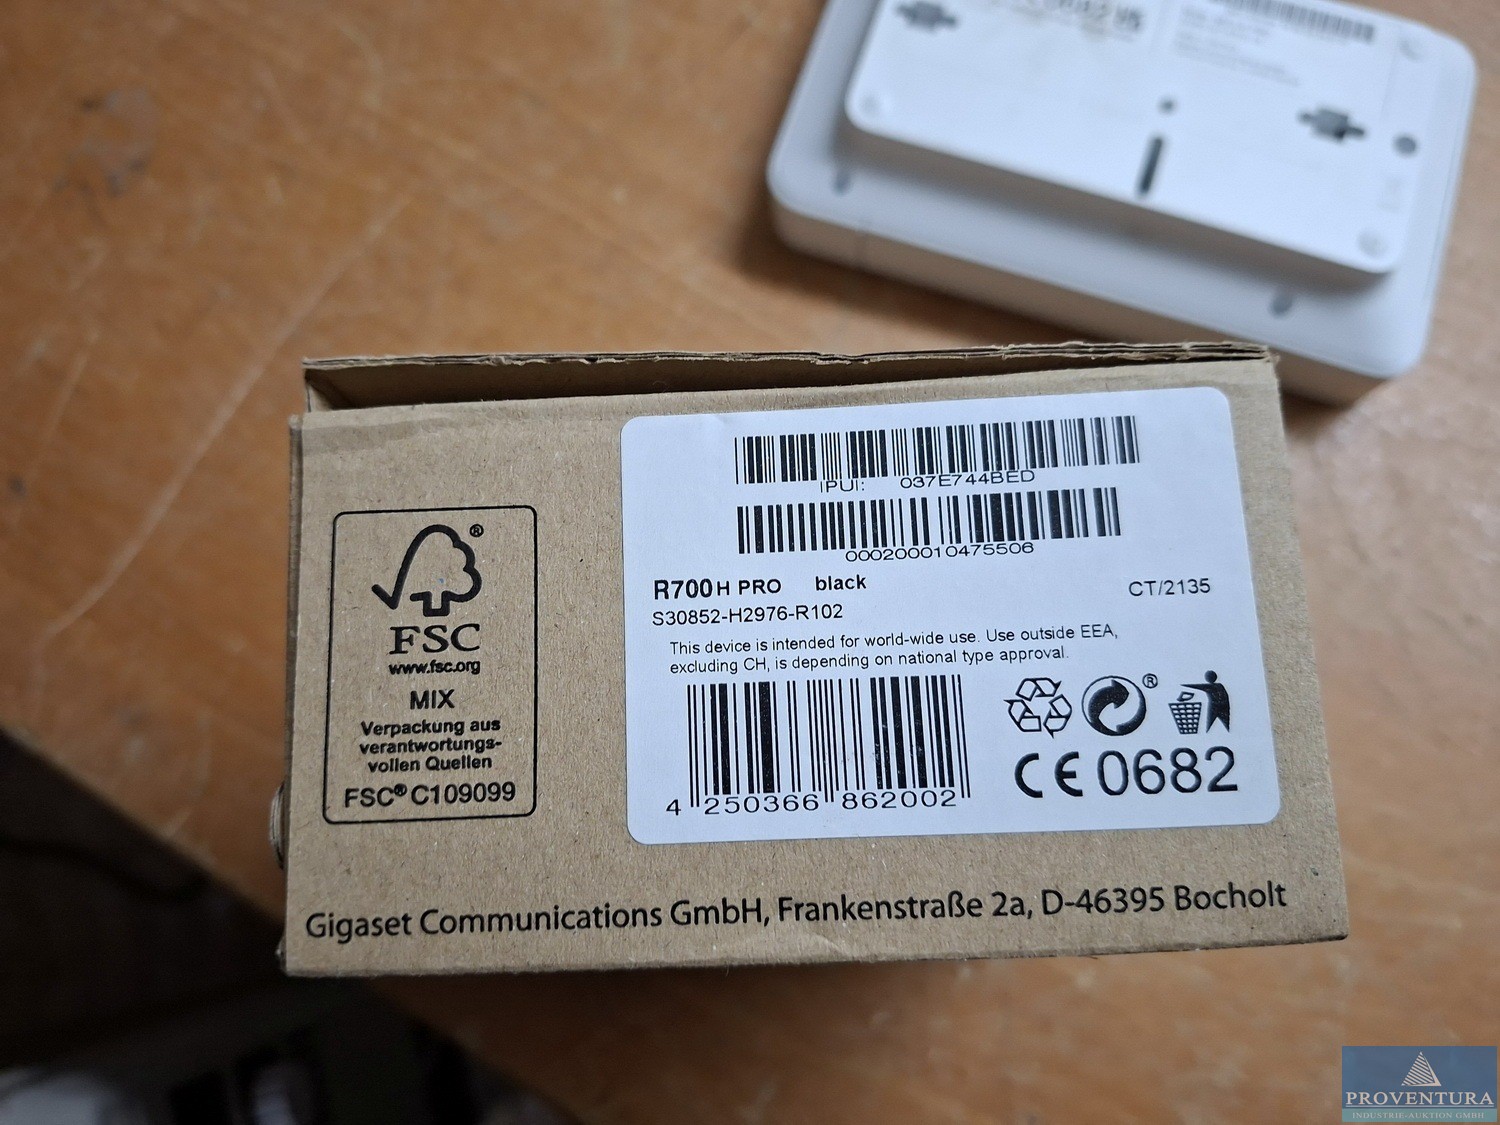 IPUI: 037E744BED
000200010475506
R700H PRO black
CT/2135
S30852-H2976-R102
This device is intended for world-wide use. Use outside EEA,
excluding CH, is depending on national type approval.
4 250366 862002
®
CE 0682
®
FSC
www.fsc.org
MIX
Verpackung aus
verantwortungs-
vollen Quellen
FSC® C109099
Gigaset Communications GmbH, Frankenstraße 2a, D-46395 Bocholt
PROVENTURA
INDUSTRIE-AUKTION GMBH